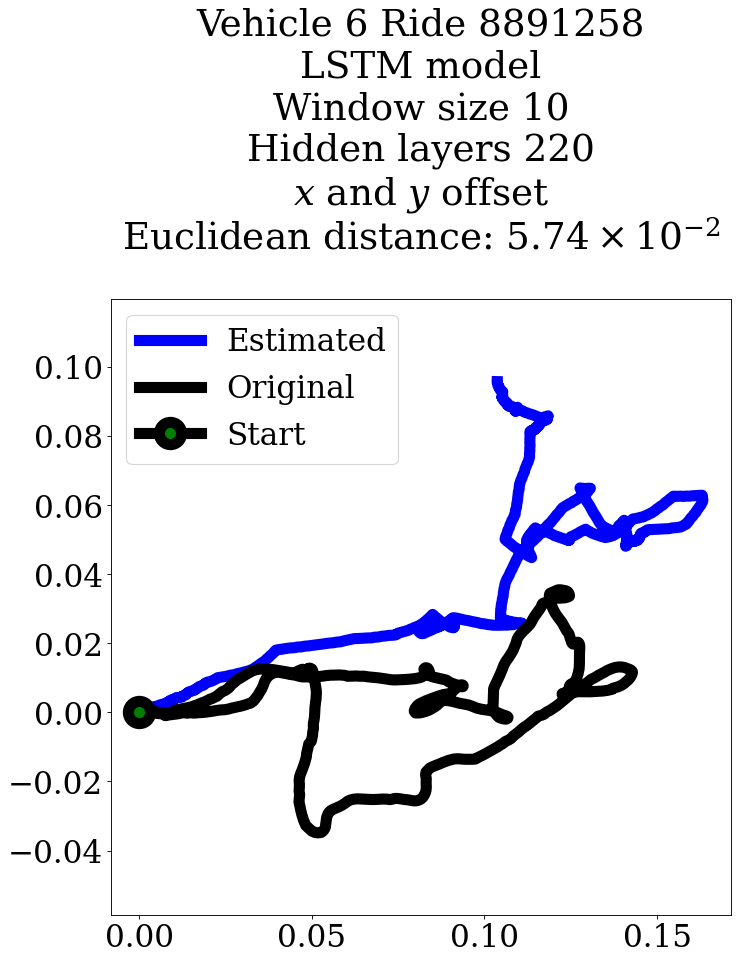 Vehicle 6 Ride 8891258
LSTM model
Window size 10
Hidden layers 220
x and y offset
Euclidean distance: 5.74 × 10⁻²
Estimated
Original
Start
0.10
0.08
0.06
0.04
0.02
0.00
−0.02
−0.04
0.00 0.05 0.10 0.15